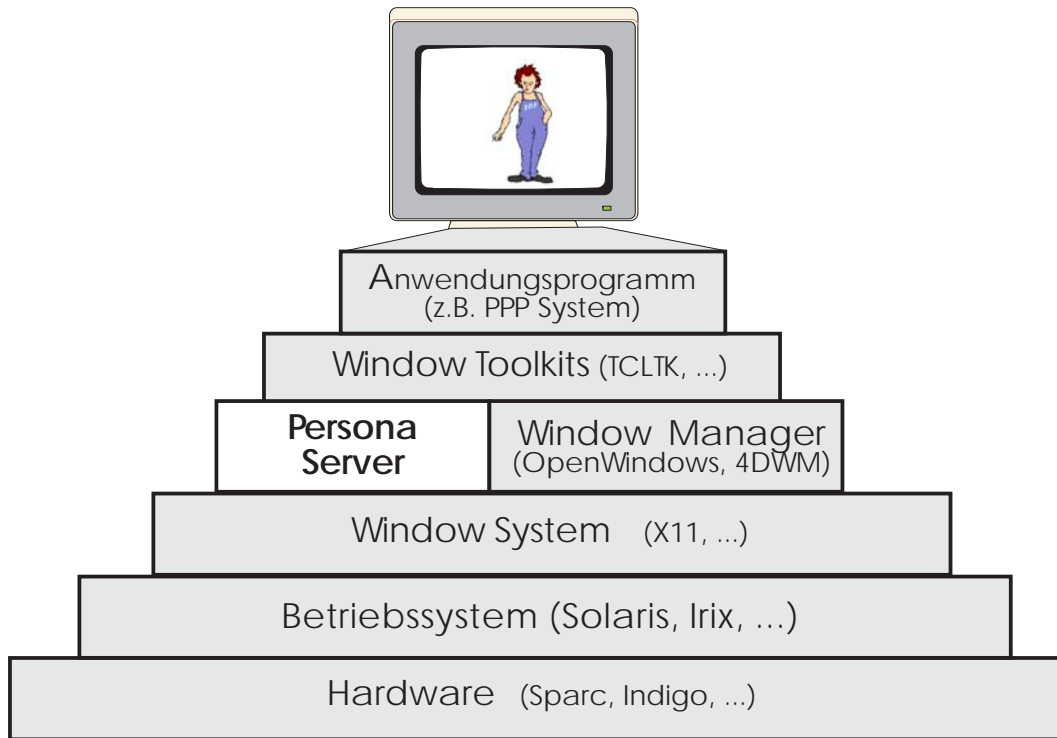 PPP
Anwendungsprogramm
(z.B. PPP System)
Window Toolkits (TCLTK, ...)
Persona
Server
Window Manager
(OpenWindows, 4DWM)
Window System (X11, ...)
Betriebssystem (Solaris, Irix, ...)
Hardware (Sparc, Indigo, ...)